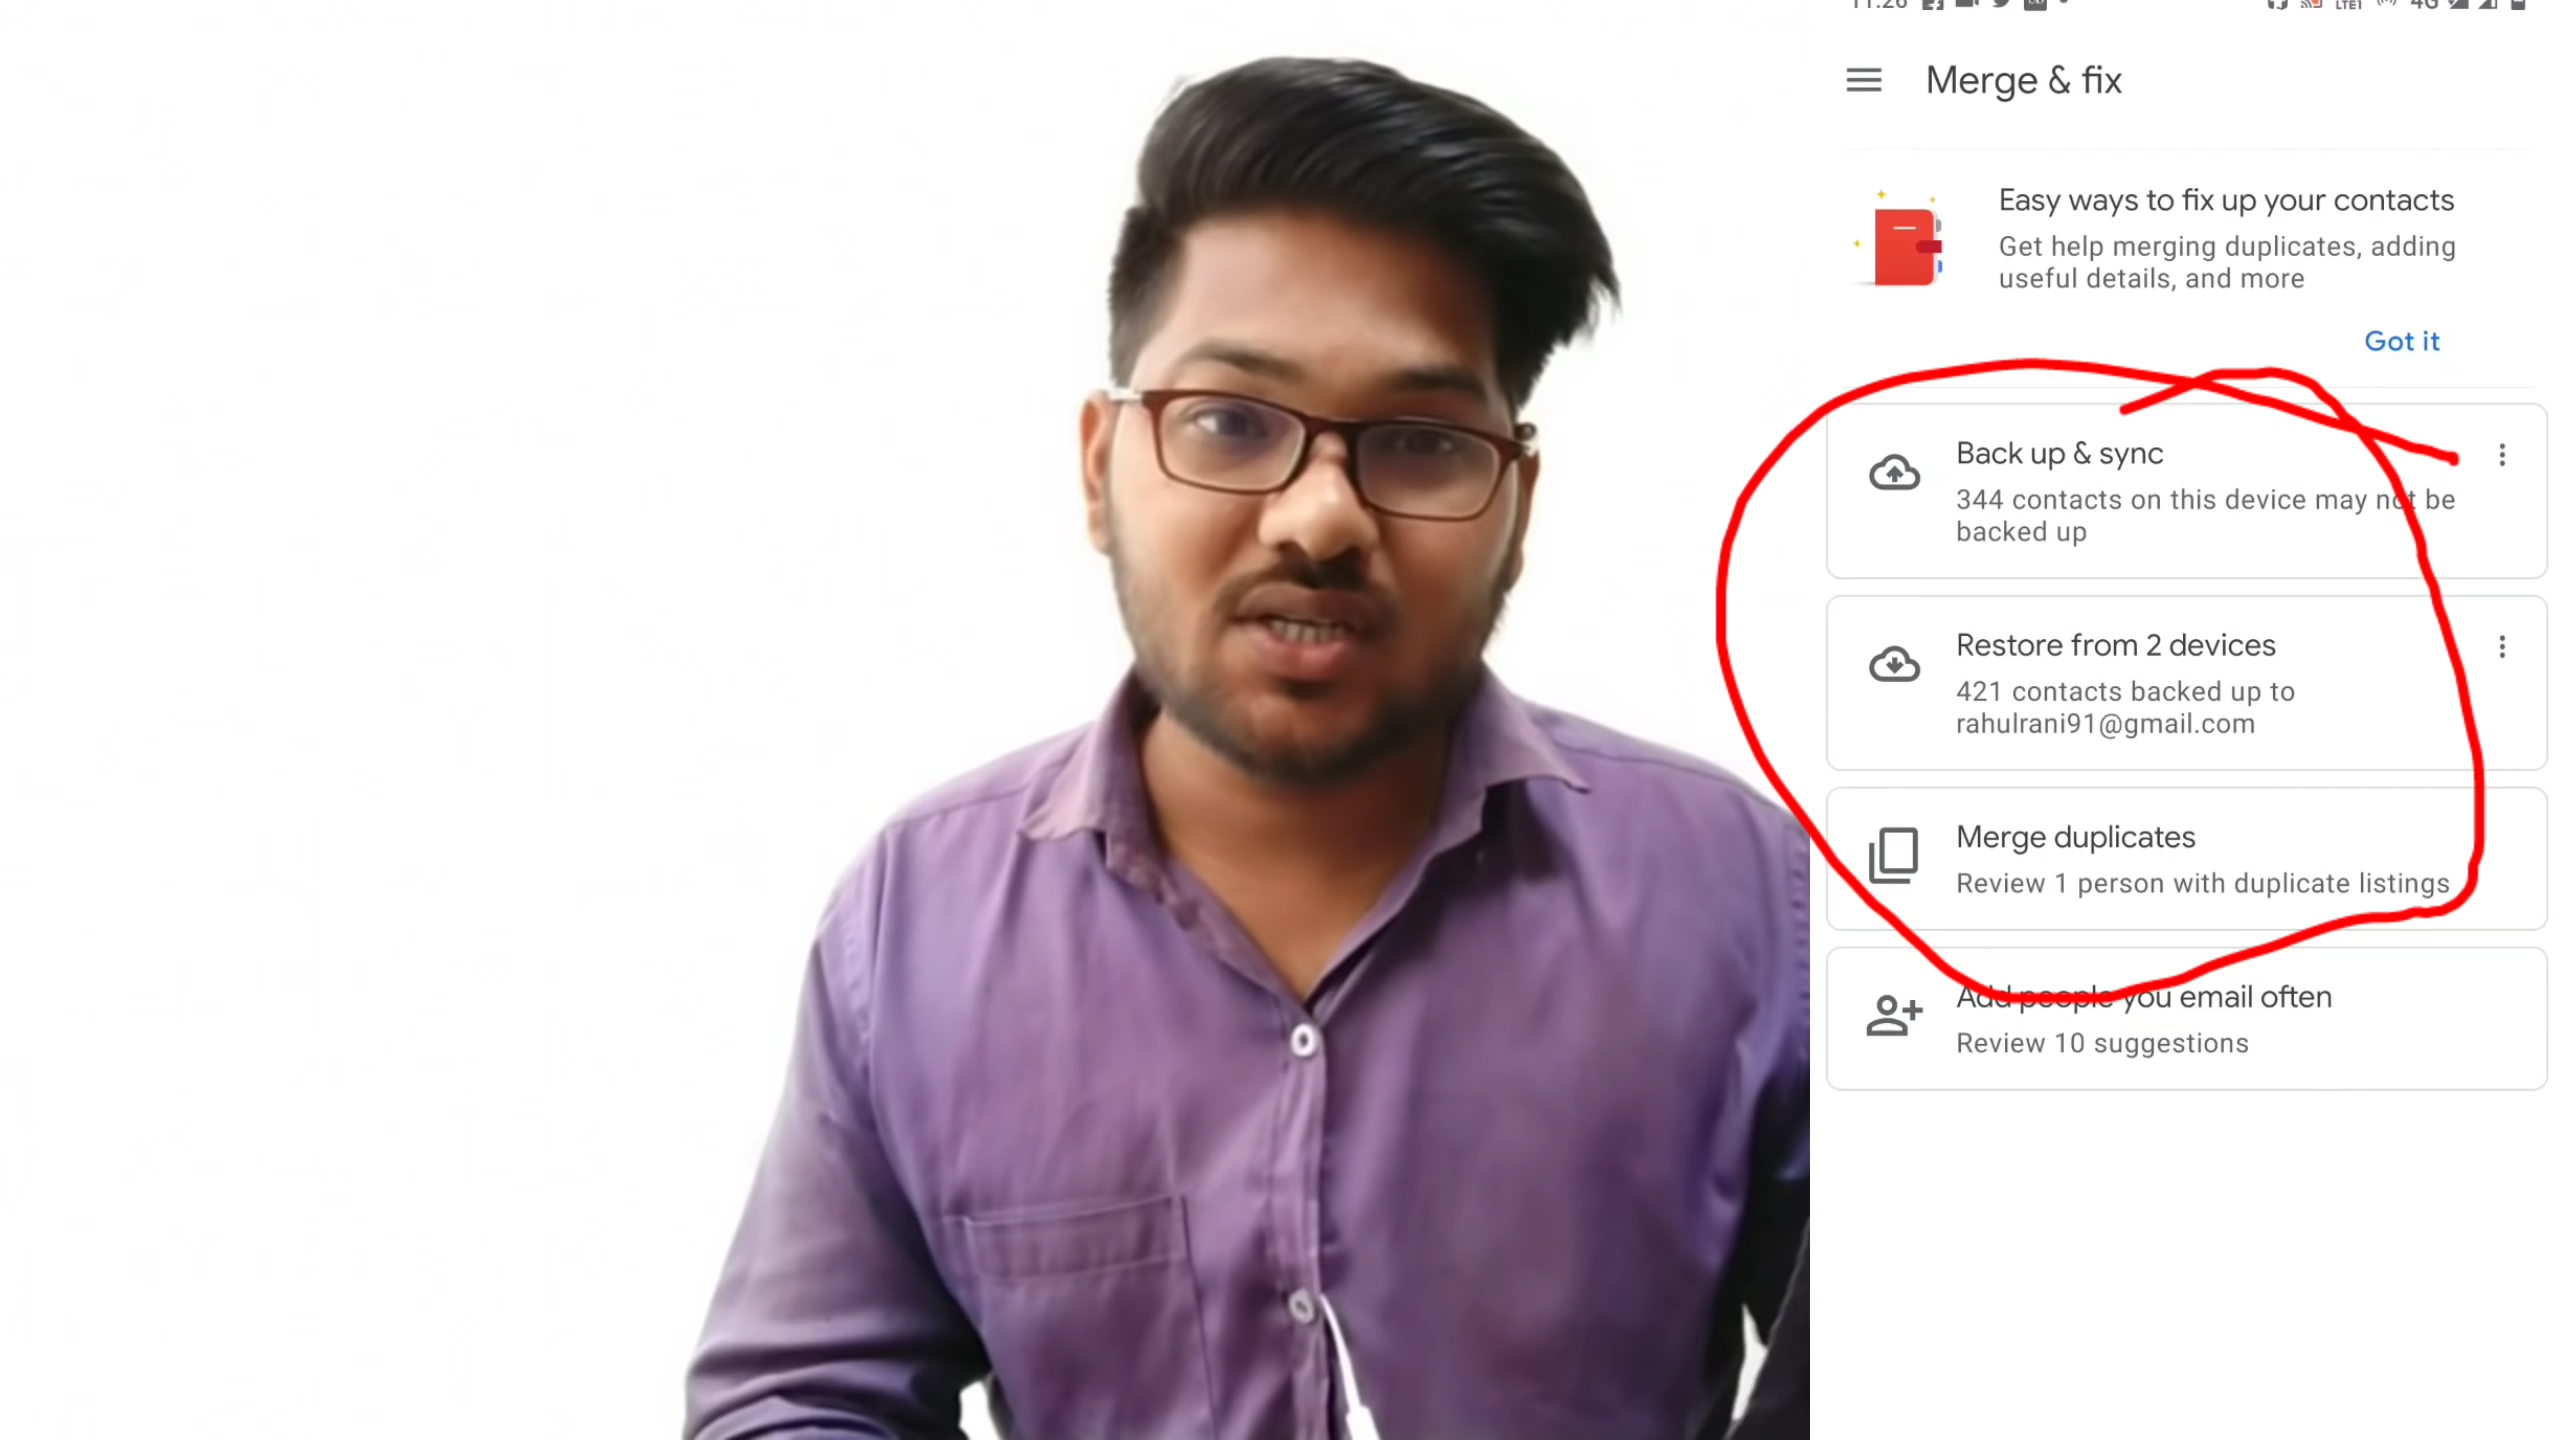 11:26
4G
Merge & fix
Easy ways to fix up your contacts
Get help merging duplicates, adding
useful details, and more
Got it
Back up & sync
344 contacts on this device may not be
backed up
Restore from 2 devices
421 contacts backed up to
rahulrani91@gmail.com
Merge duplicates
Review 1 person with duplicate listings
Add people you email often
Review 10 suggestions